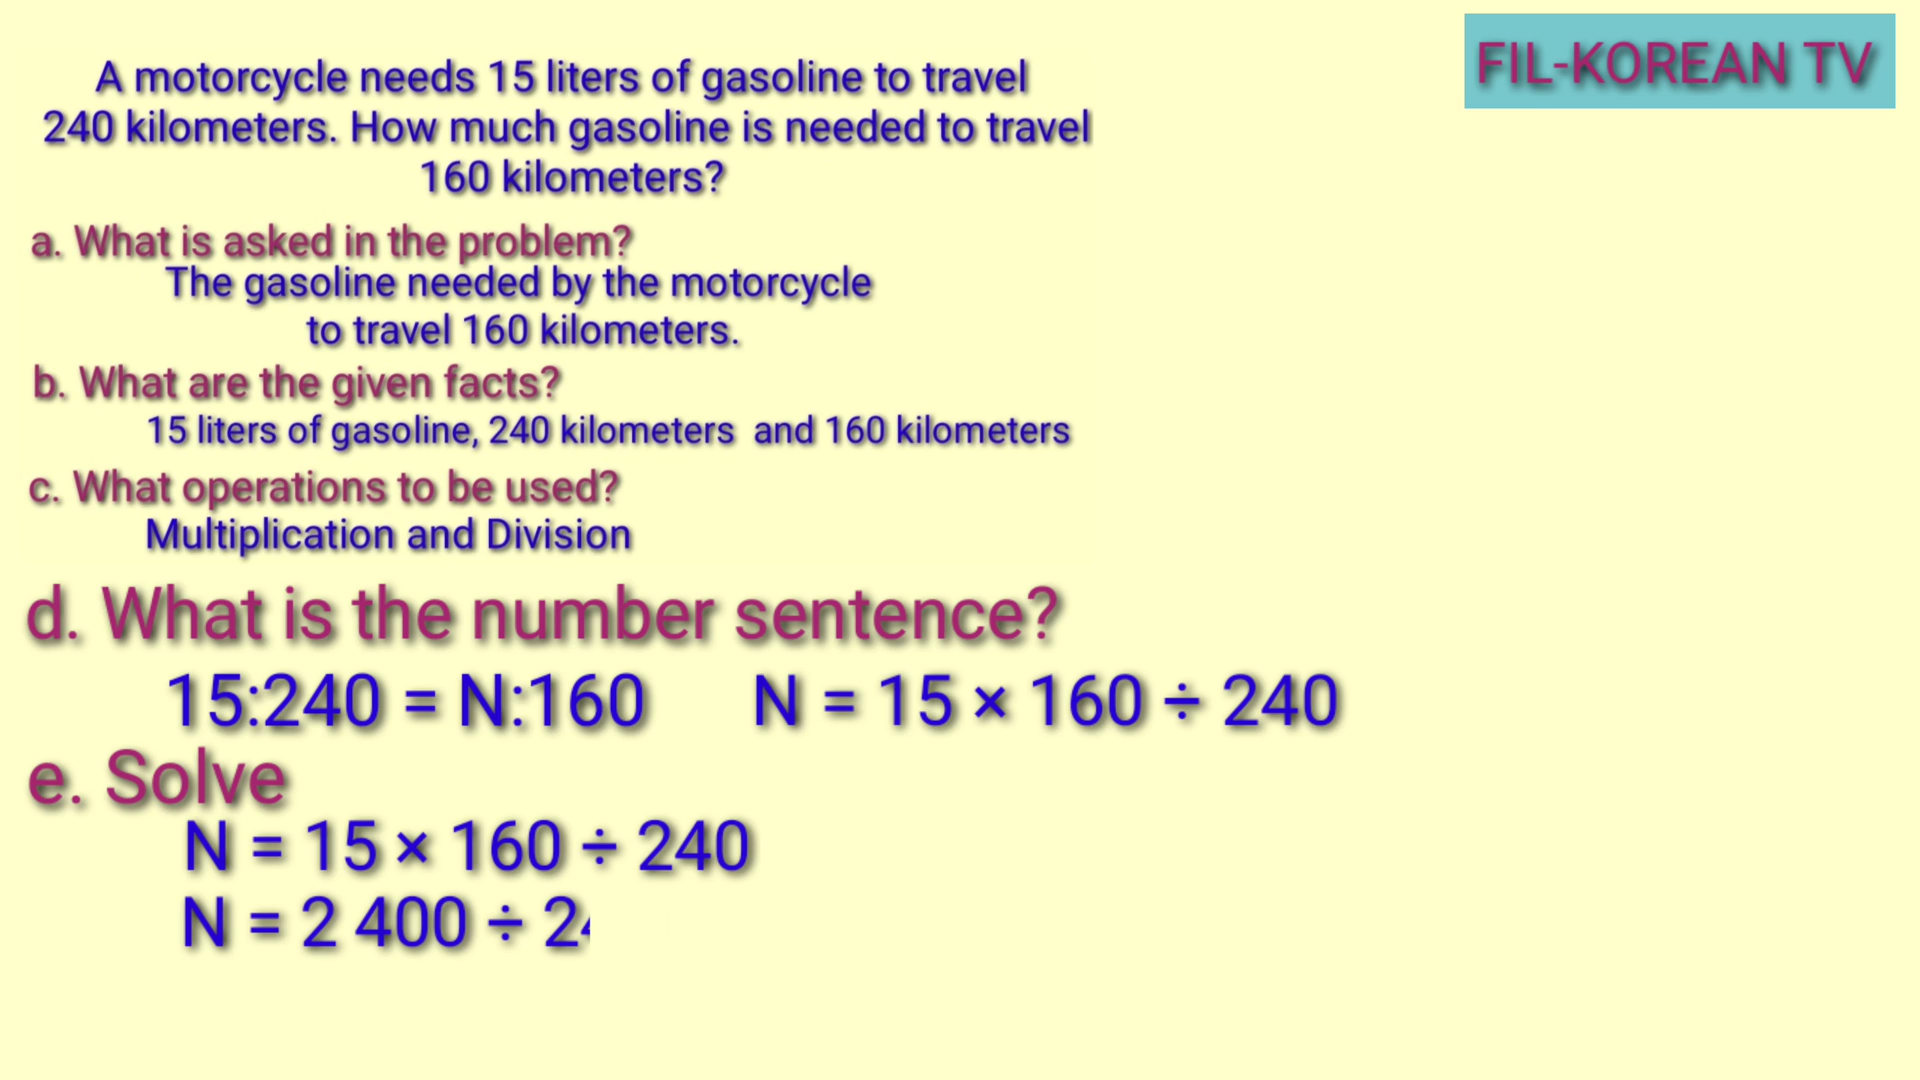 FIL-KOREAN TV
A motorcycle needs 15 liters of gasoline to travel
240 kilometers. How much gasoline is needed to travel
160 kilometers?
a. What is asked in the problem?
The gasoline needed by the motorcycle
to travel 160 kilometers.
b. What are the given facts?
15 liters of gasoline, 240 kilometers and 160 kilometers
c. What operations to be used?
Multiplication and Division
d. What is the number sentence?
15:240 = N:160 N = 15 × 160 ÷ 240
e. Solve
N = 15 × 160 ÷ 240
N = 2 400 ÷ 2